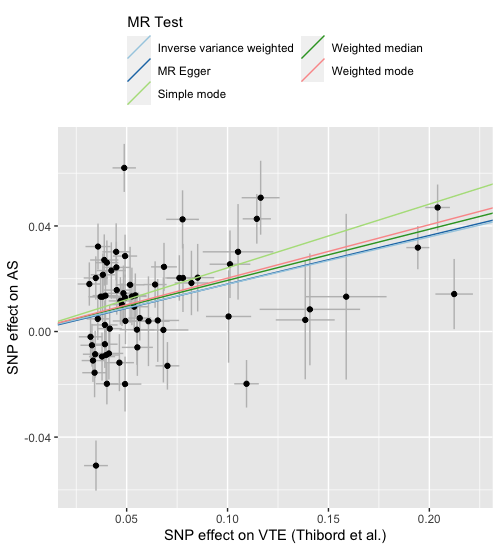 MR Test
Inverse variance weighted
Weighted median
MR Egger
Weighted mode
Simple mode
SNP effect on AS
0.04
0.00
-0.04
0.05
0.10
0.15
0.20
SNP effect on VTE (Thibord et al.)